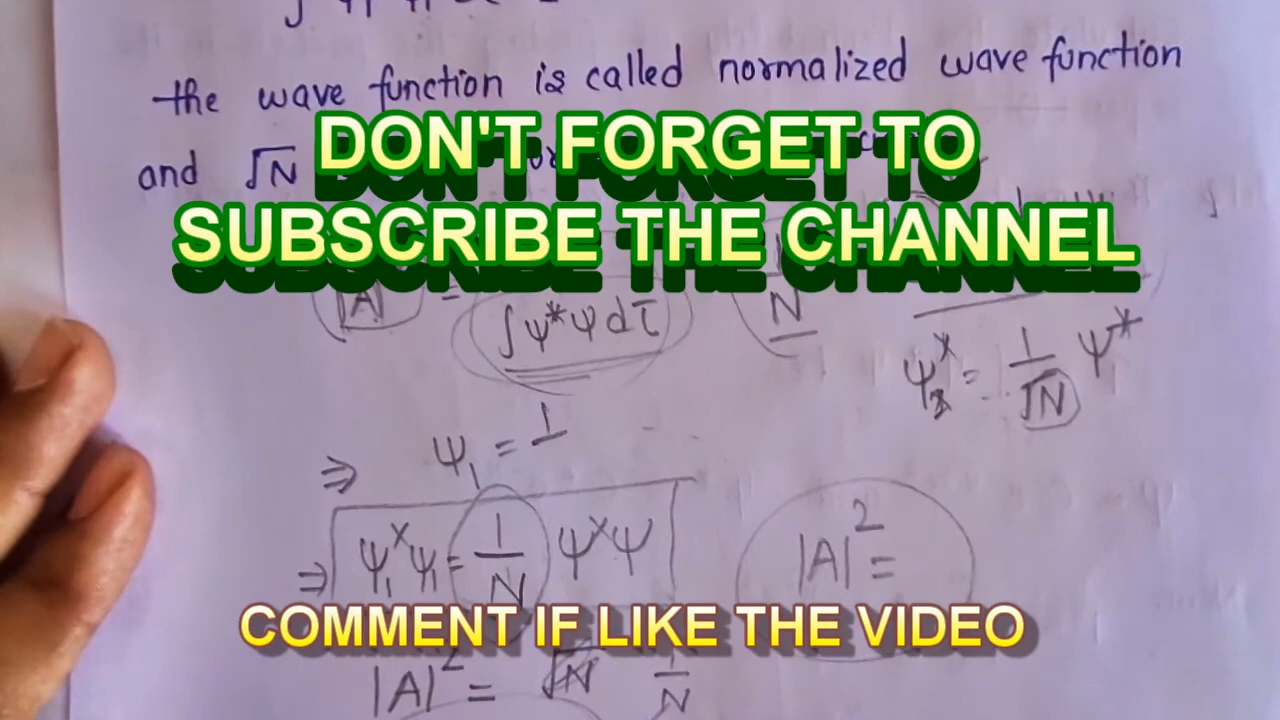 the wave function is called normalized wave function
and √N
DON'T FORGET TO
SUBSCRIBE THE CHANNEL
|A| =
∫ψ*ψdτ
N
ψ* = 1/√N ψ*
⇒ ψ₁ = 1
⇒ ψ₁*ψ₁ = 1/N ψ*ψ
|A|² =
COMMENT IF LIKE THE VIDEO
|A|² = 1/N